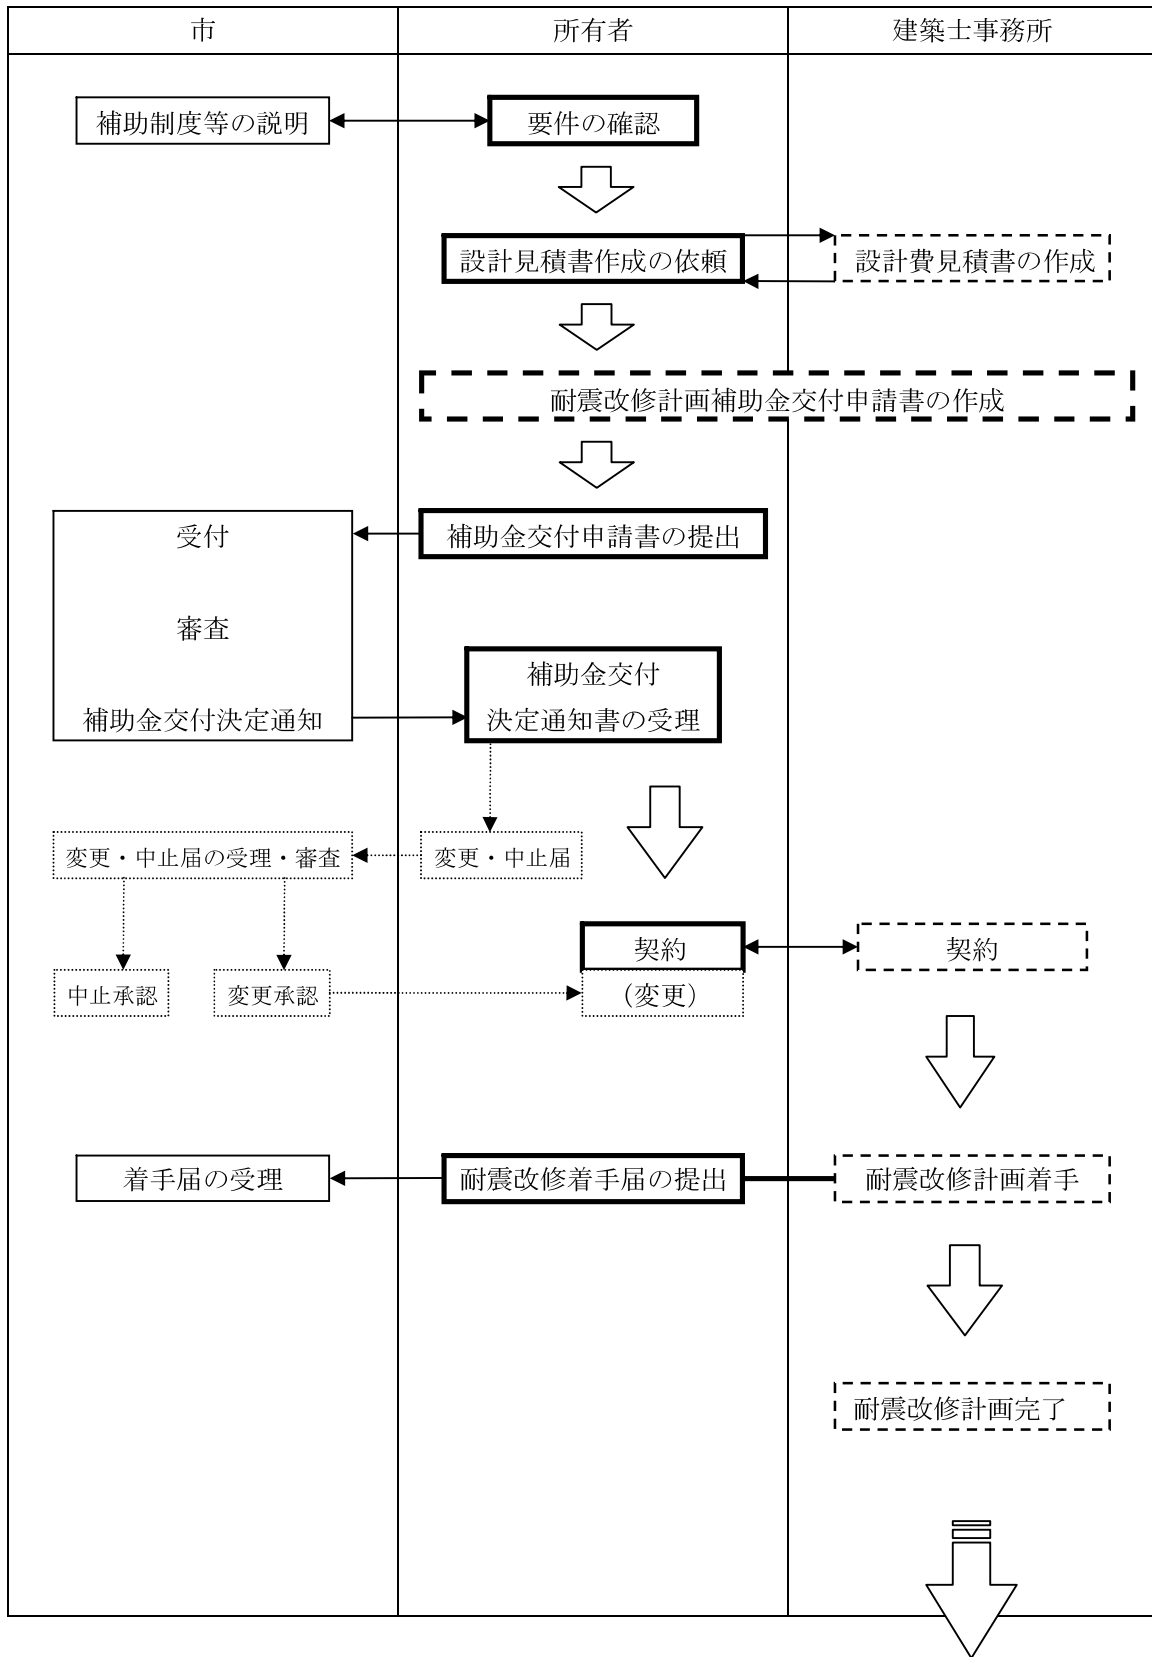 市
所有者
建築士事務所
補助制度等の説明
要件の確認
設計見積書作成の依頼
設計費見積書の作成
耐震改修計画補助金交付申請書の作成
受付
補助金交付申請書の提出
審査
補助金交付
補助金交付決定通知
決定通知書の受理
変更・中止届の受理・審査
変更・中止届
契約
契約
中止承認
変更承認
（変更）
着手届の受理
耐震改修着手届の提出
耐震改修計画着手
耐震改修計画完了